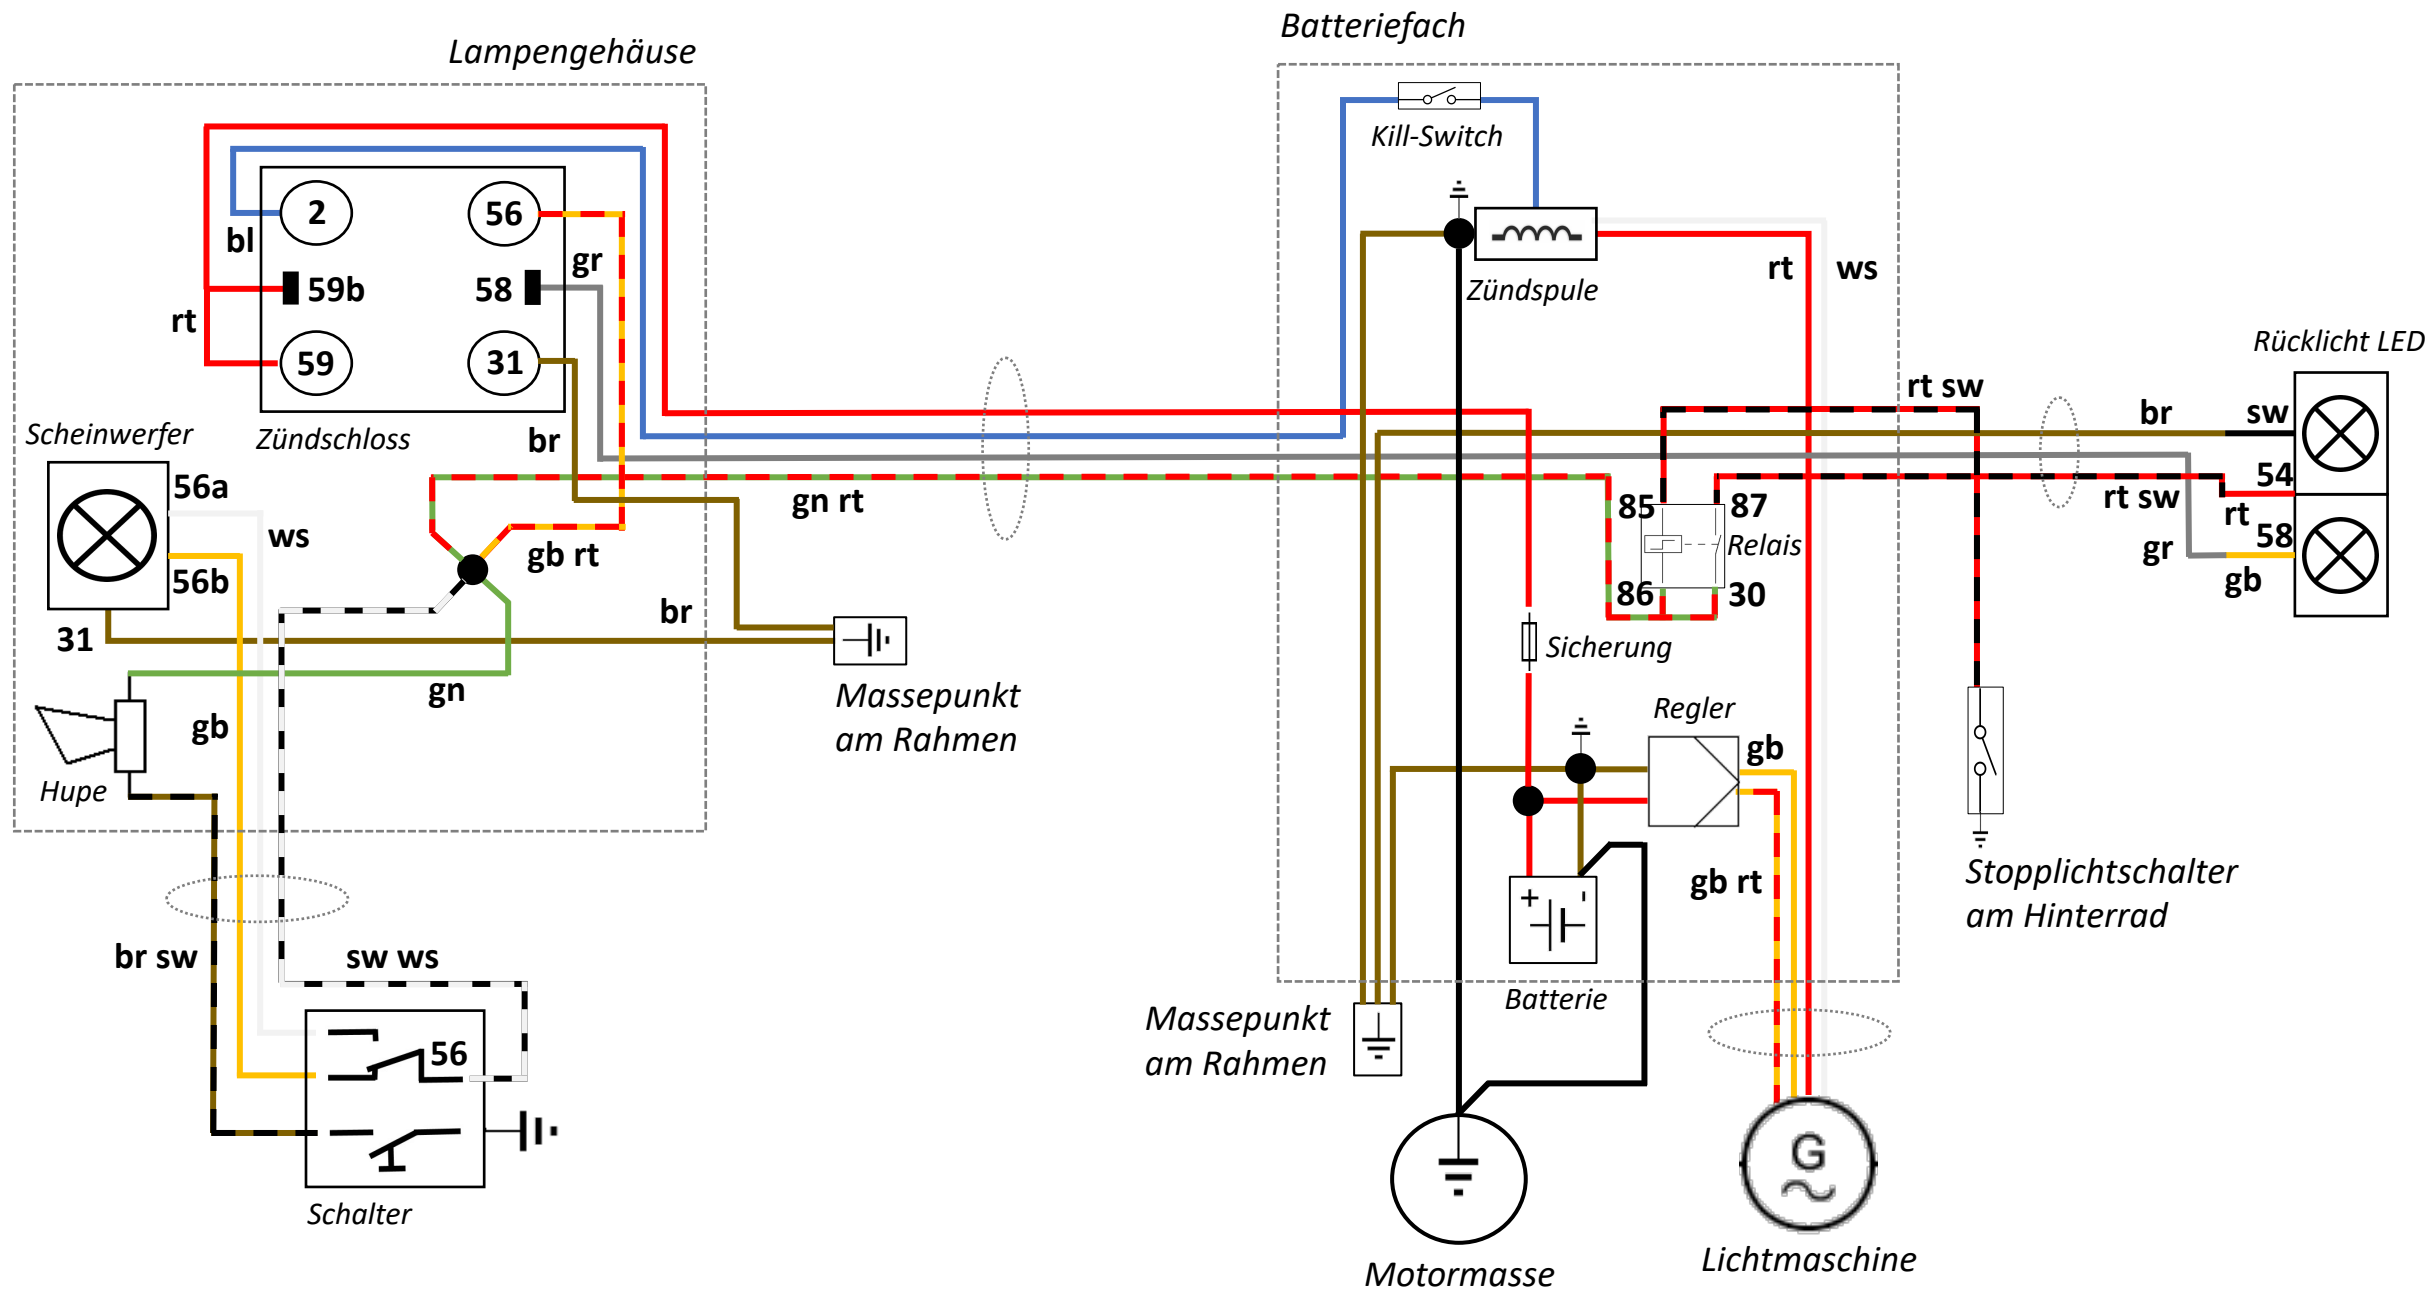 Batteriefach
Lampengehäuse
Kill-Switch
2
56
bl
gr
59b
58
Zündspule
rt
ws
rt
59
31
Rücklicht LED
Scheinwerfer
Zündschloss
br
rt sw
br
sw
56a
54
gn rt
85
87
rt sw
rt
ws
gb rt
Relais
58
gr
56b
86
30
gb
br
31
Sicherung
gn
Massepunkt
am Rahmen
Regler
gb
gb
Hupe
gb rt
+
-
Stopplichtschalter
am Hinterrad
br sw
sw ws
Batterie
Massepunkt
am Rahmen
56
G
Schalter
Motormasse
Lichtmaschine